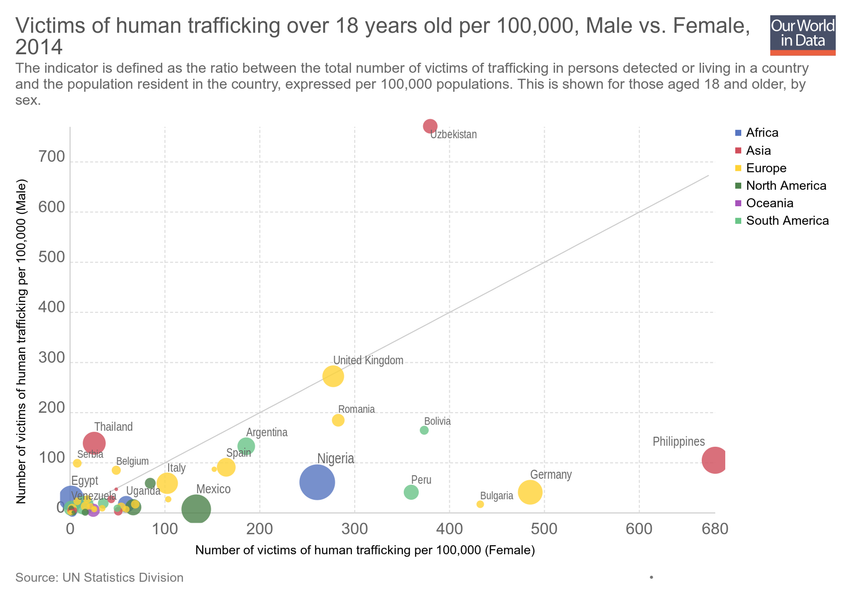 Victims of human trafficking over 18 years old per 100,000, Male vs. Female,
2014
Our World
in Data
The indicator is defined as the ratio between the total number of victims of trafficking in persons detected or living in a country
and the population resident in the country, expressed per 100,000 populations. This is shown for those aged 18 and older, by
sex.
Number of victims of human trafficking per 100,000 (Male)
700
600
500
400
300
200
100
0
Uzbekistan
United Kingdom
Romania
Bolivia
Thailand
Argentina
Philippines
Serbia
Belgium
Spain
Nigeria
Italy
Egypt
Peru
Germany
Venezuela
Uganda
Mexico
Bulgaria
0
100
200
300
400
500
600
680
Number of victims of human trafficking per 100,000 (Female)
Africa
Asia
Europe
North America
Oceania
South America
Source: UN Statistics Division